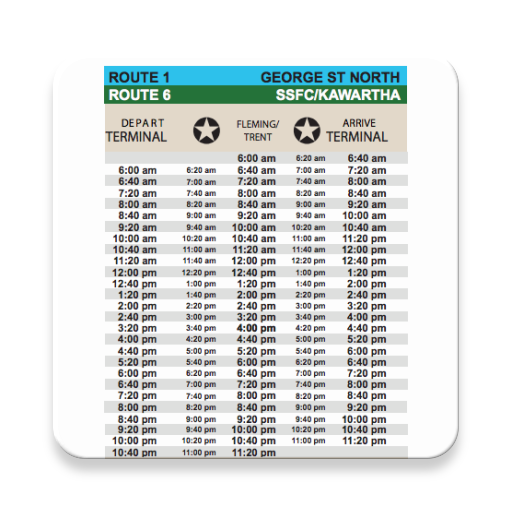 ROUTE 1 GEORGE ST NORTH
ROUTE 6 SSFC/KAWARTHA
DEPART TERMINAL FLEMING/ TRENT ARRIVE TERMINAL
6:00 am 6:20 am 6:40 am
6:00 am 6:20 am 6:40 am 7:00 am 7:20 am
6:40 am 7:00 am 7:20 am 7:40 am 8:00 am
7:20 am 7:40 am 8:00 am 8:20 am 8:40 am
8:00 am 8:20 am 8:40 am 9:00 am 9:20 am
8:40 am 9:00 am 9:20 am 9:40 am 10:00 am
9:20 am 9:40 am 10:00 am 10:20 am 10:40 am
10:00 am 10:20 am 10:40 am 11:00 am 11:20 pm
10:40 am 11:00 am 11:20 am 11:40 am 12:00 pm
11:20 am 11:40 am 12:00 pm 12:20 pm 12:40 pm
12:00 pm 12:20 pm 12:40 pm 1:00 pm 1:20 pm
12:40 pm 1:00 pm 1:20 pm 1:40 pm 2:00 pm
1:20 pm 1:40 pm 2:00 pm 2:20 pm 2:40 pm
2:00 pm 2:20 pm 2:40 pm 3:00 pm 3:20 pm
2:40 pm 3:00 pm 3:20 pm 3:40 pm 4:00 pm
3:20 pm 3:40 pm 4:00 pm 4:20 pm 4:40 pm
4:00 pm 4:20 pm 4:40 pm 5:00 pm 5:20 pm
4:40 pm 5:00 pm 5:20 pm 5:40 pm 6:00 pm
5:20 pm 5:40 pm 6:00 pm 6:20 pm 6:40 pm
6:00 pm 6:20 pm 6:40 pm 7:00 pm 7:20 pm
6:40 pm 7:00 pm 7:20 pm 7:40 pm 8:00 pm
7:20 pm 7:40 pm 8:00 pm 8:20 pm 8:40 pm
8:00 pm 8:20 pm 8:40 pm 9:00 pm 9:20 pm
8:40 pm 9:00 pm 9:20 pm 9:40 pm 10:00 pm
9:20 pm 9:40 pm 10:00 pm 10:20 pm 10:40 pm
10:00 pm 10:20 pm 10:40 pm 11:00 pm 11:20 pm
10:40 pm 11:00 pm 11:20 pm